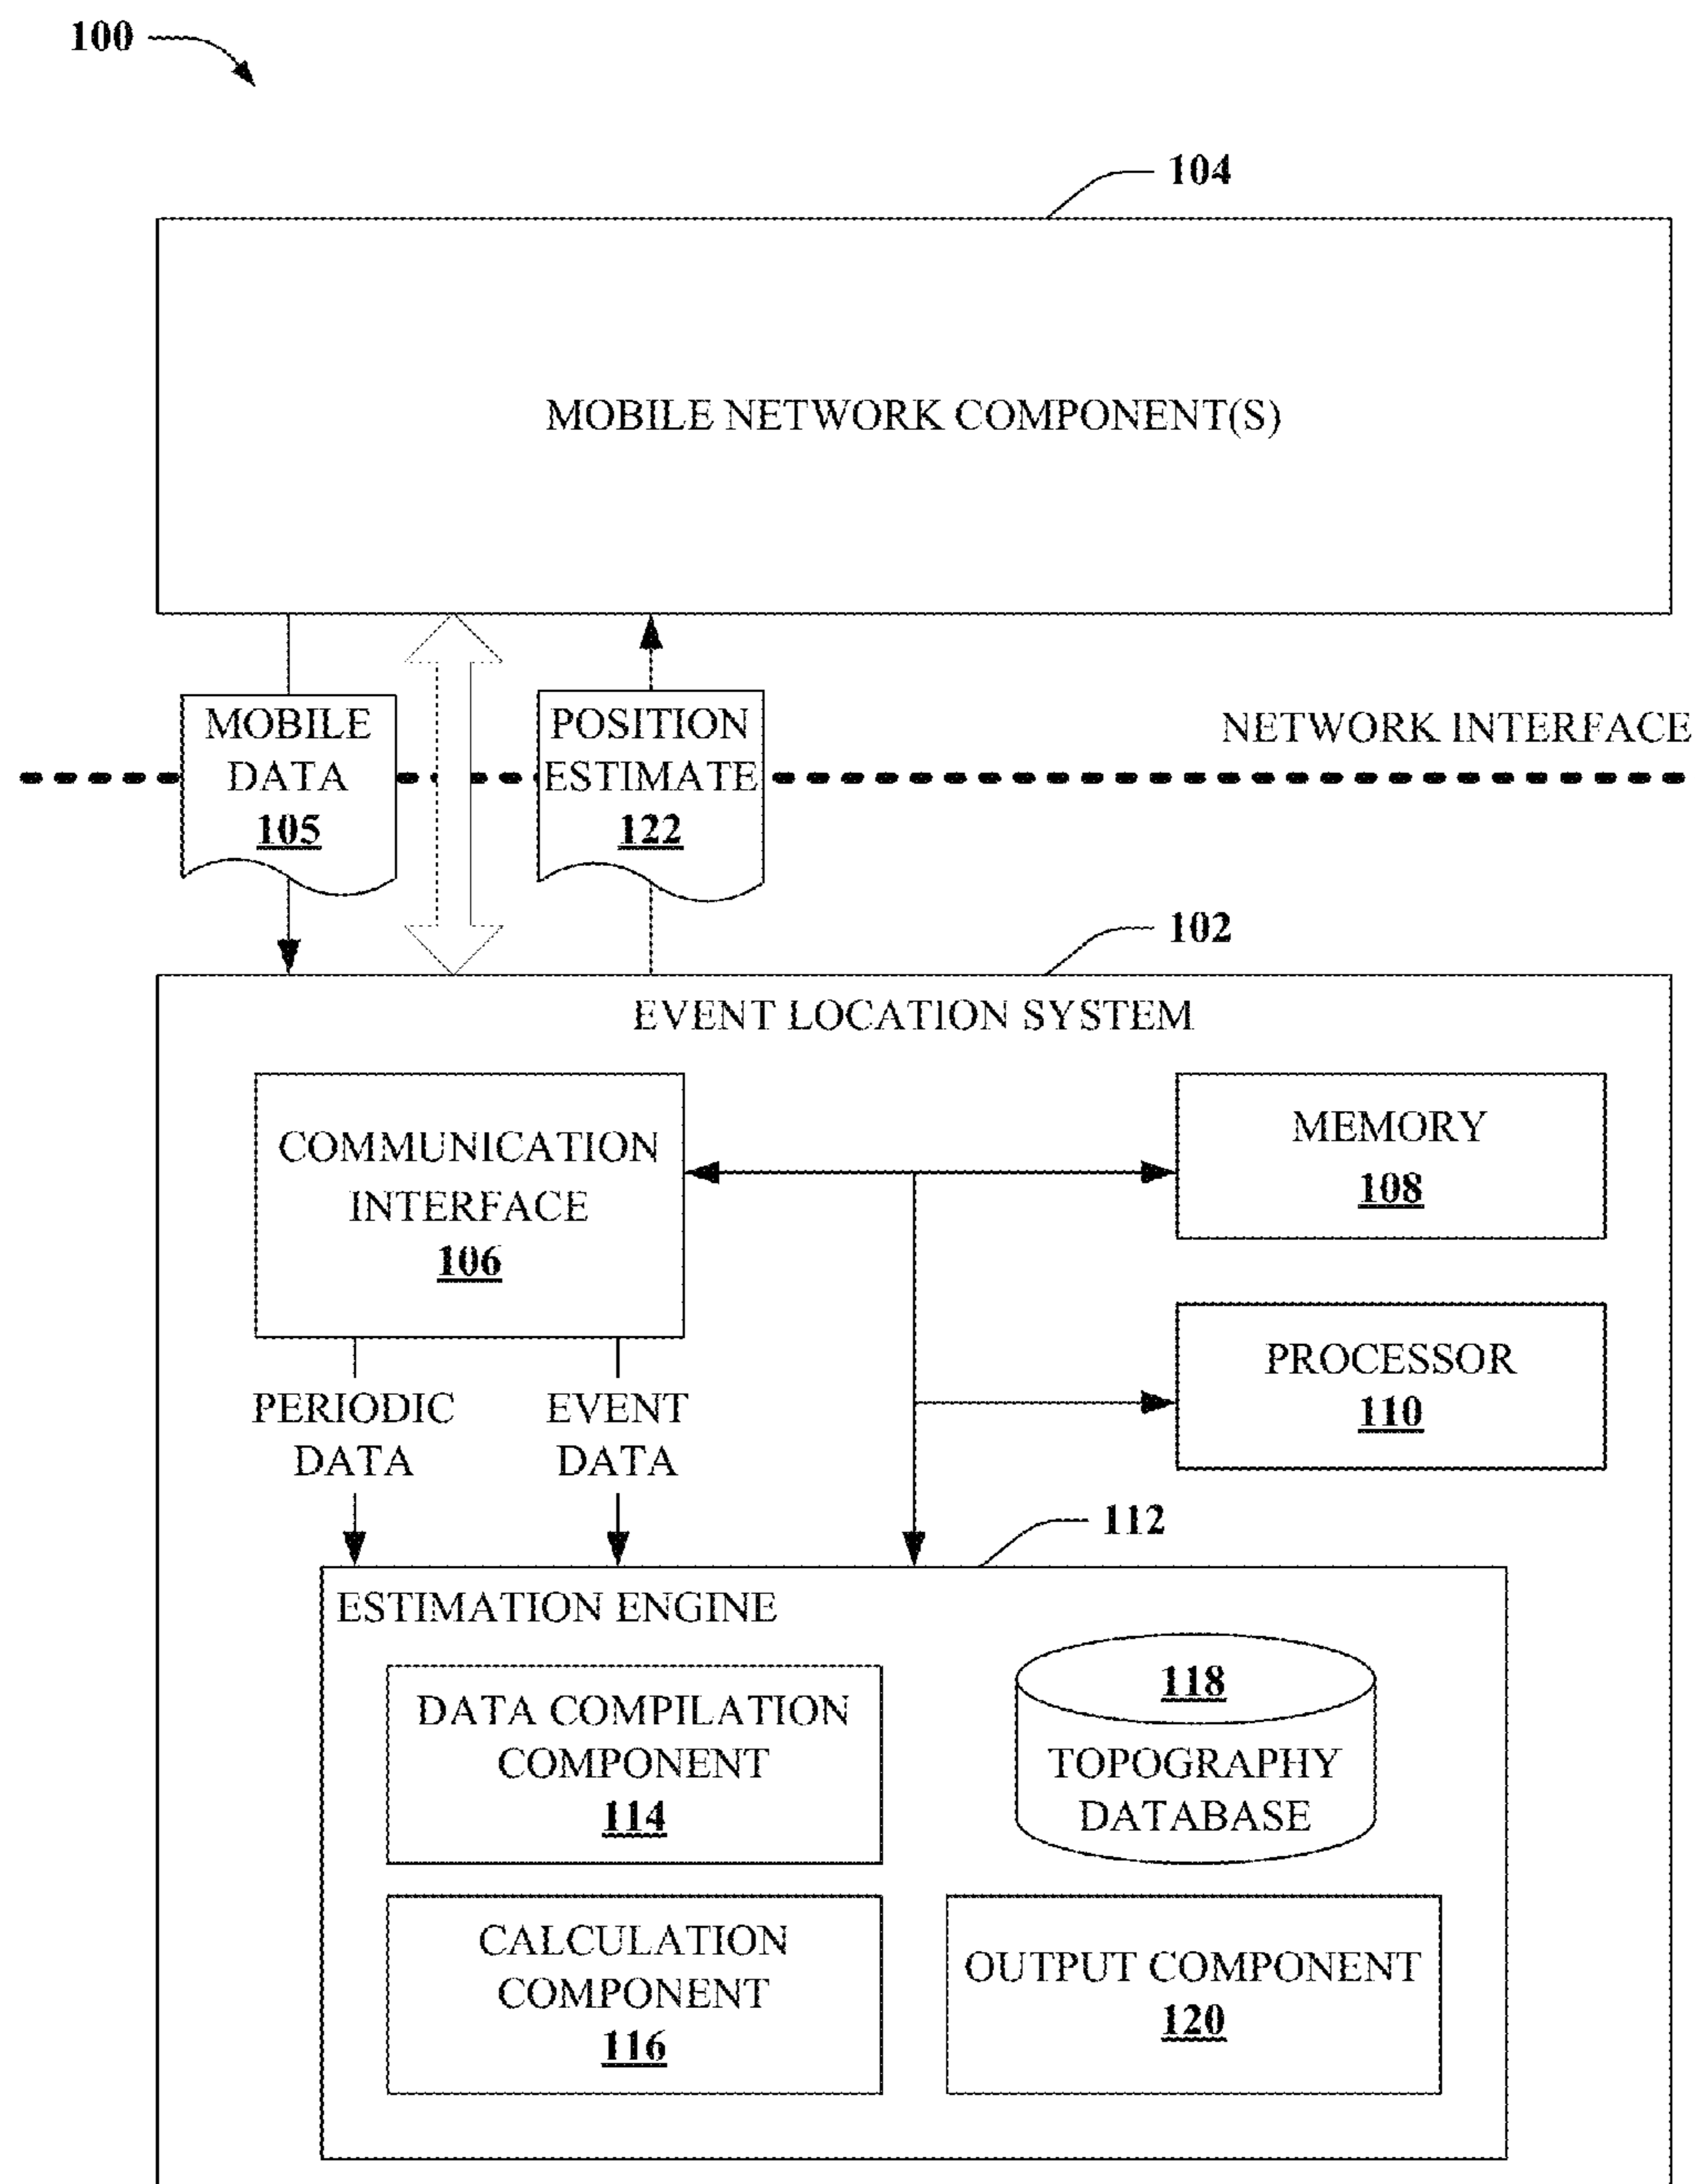 100
104
MOBILE NETWORK COMPONENT(S)
MOBILE
DATA
105
POSITION
ESTIMATE
122
NETWORK INTERFACE
102
EVENT LOCATION SYSTEM
COMMUNICATION
INTERFACE
106
MEMORY
108
PROCESSOR
110
PERIODIC
DATA
EVENT
DATA
112
ESTIMATION ENGINE
DATA COMPILATION
COMPONENT
114
118
TOPOGRAPHY
DATABASE
CALCULATION
COMPONENT
116
OUTPUT COMPONENT
120